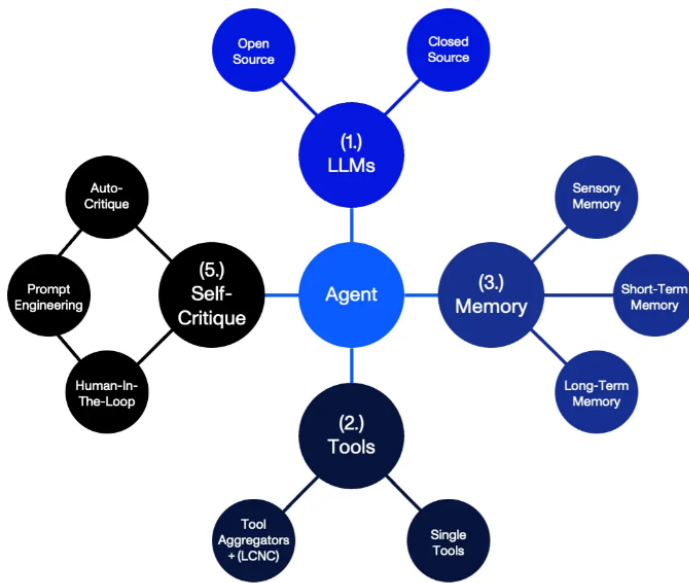 Open
Source
Closed
Source
(1.)
LLMs
Auto-
Critique
Sensory
Memory
Prompt
Engineering
(5.)
Self-
Critique
Agent
(3.)
Memory
Short-Term
Memory
Human-In-
The-Loop
Long-Term
Memory
(2.)
Tools
Tool
Aggregators
+ (LCNC)
Single
Tools